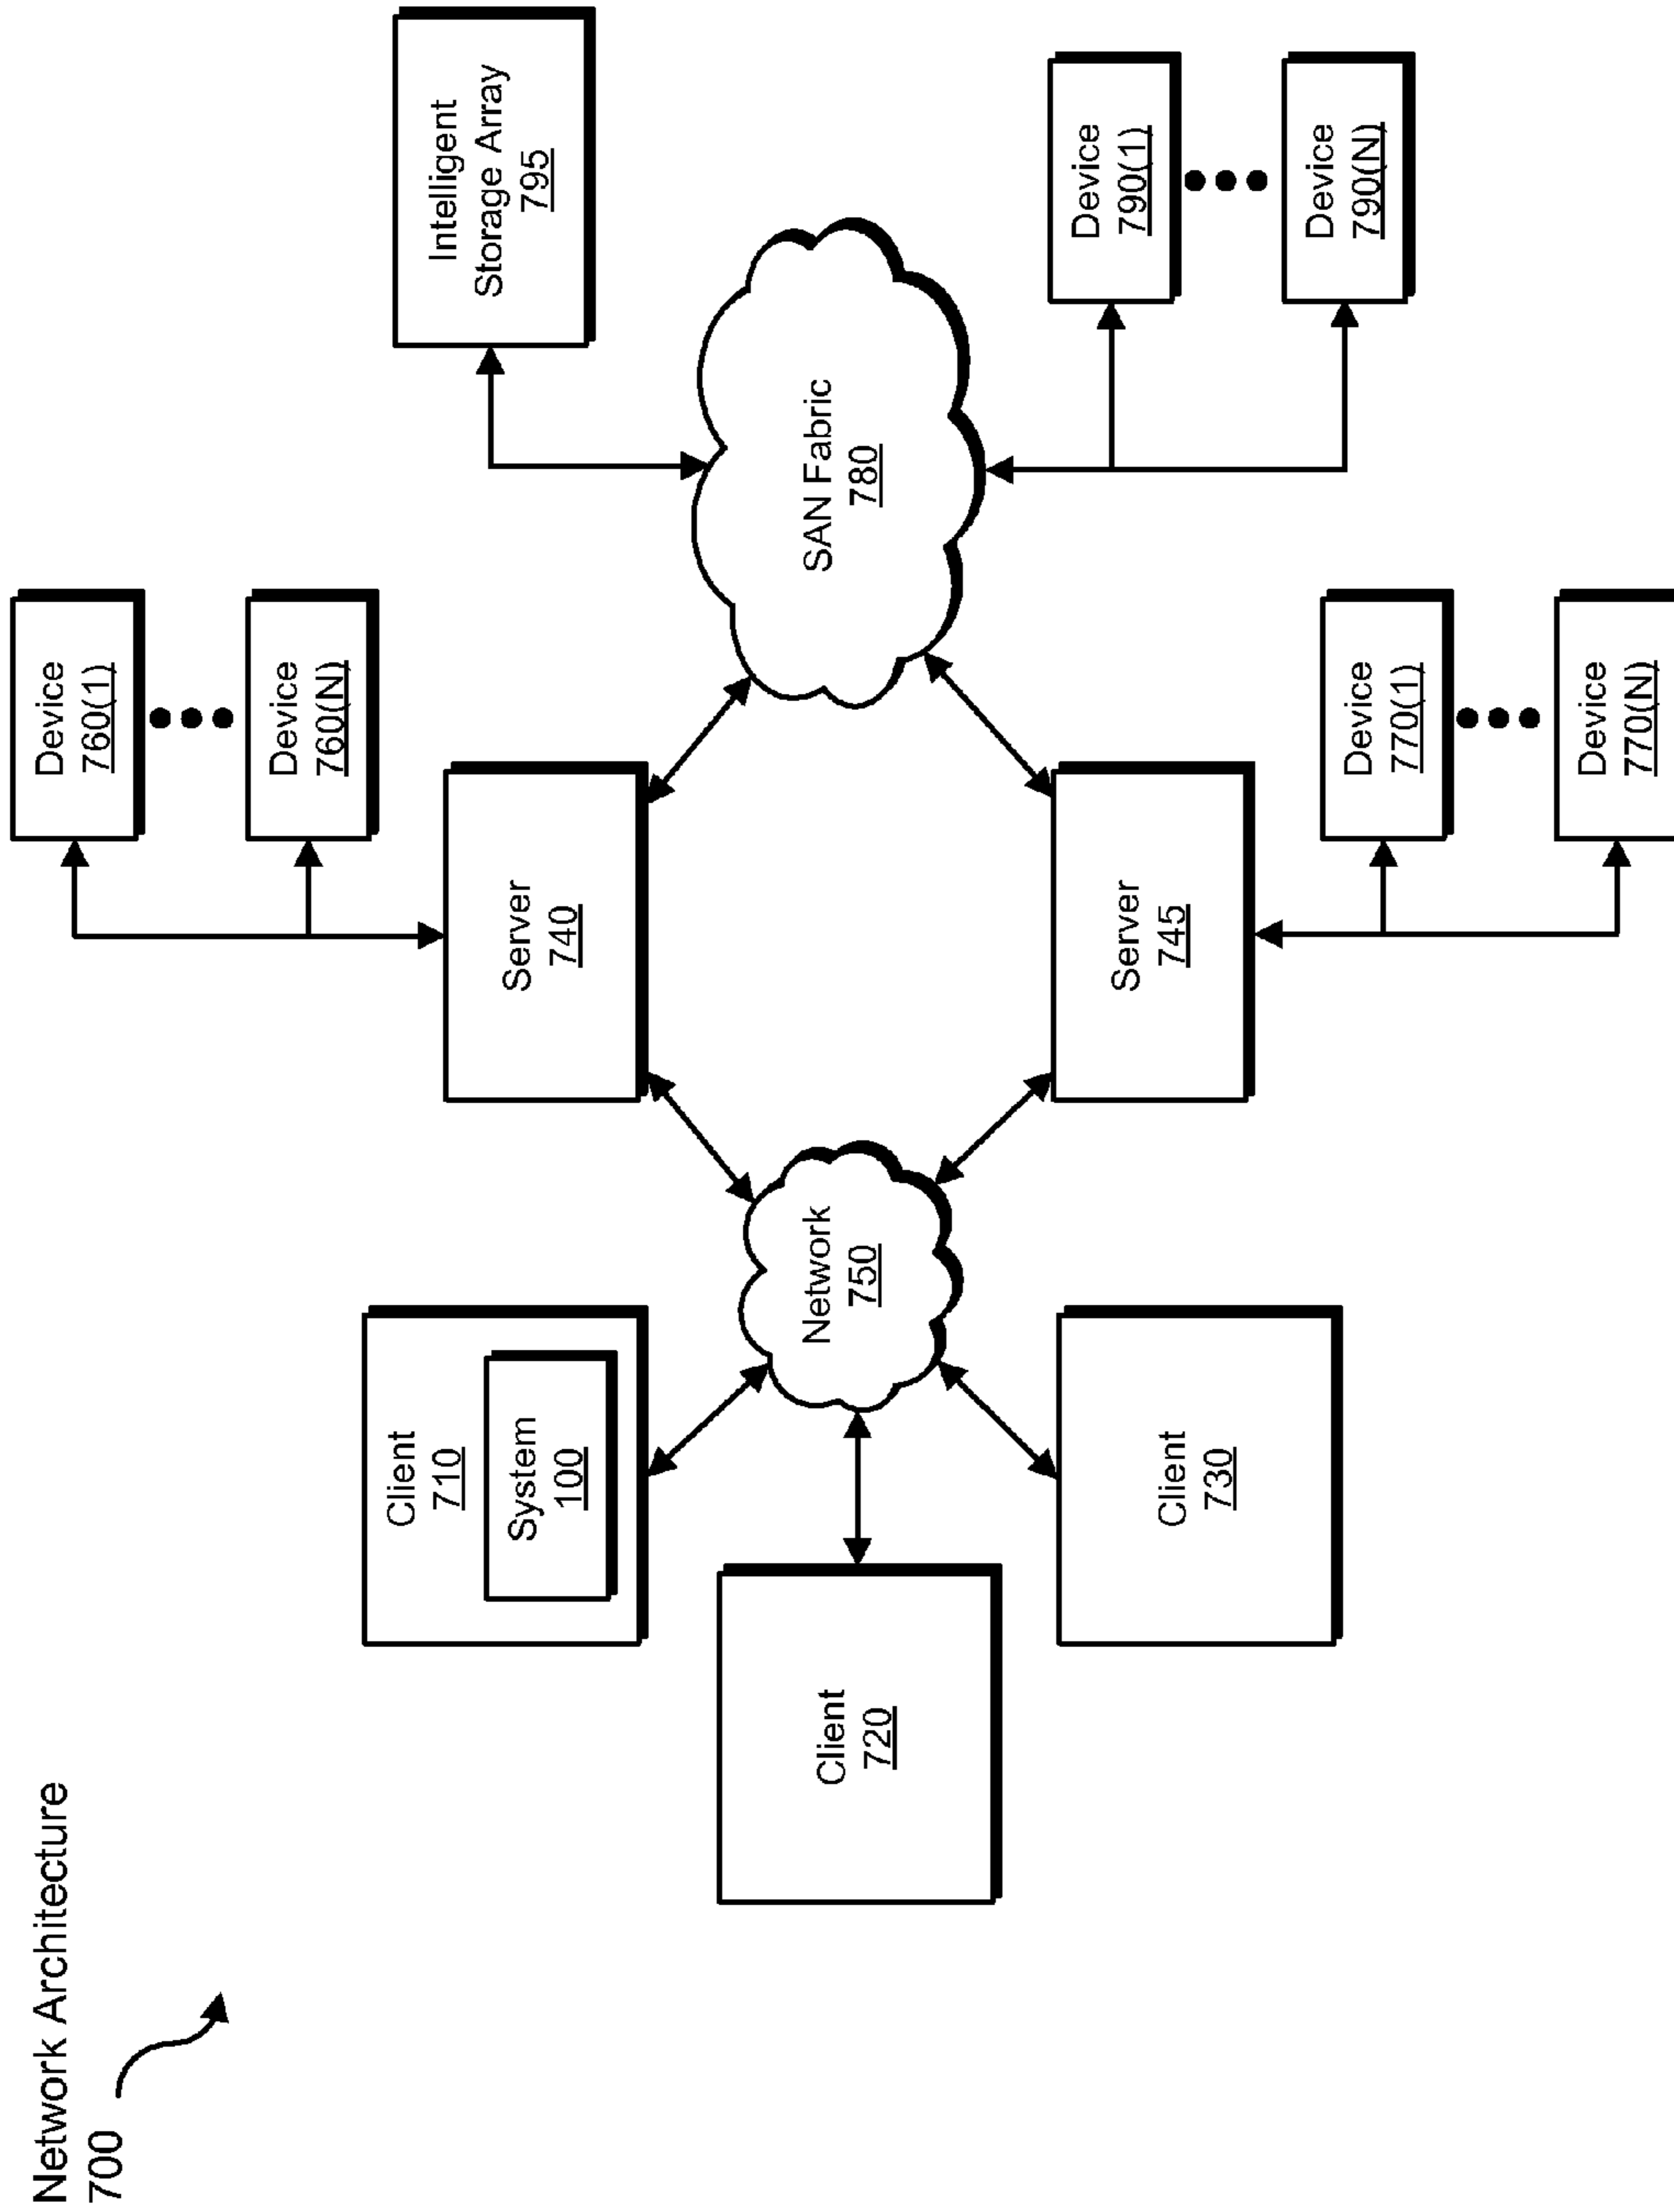 Network Architecture
700
Client
710
System
100
Client
720
Client
730
Network
750
Device
760(1)
Device
760(N)
Server
740
Server
745
Device
770(1)
Device
770(N)
Intelligent
Storage Array
795
SAN Fabric
780
Device
790(1)
Device
790(N)